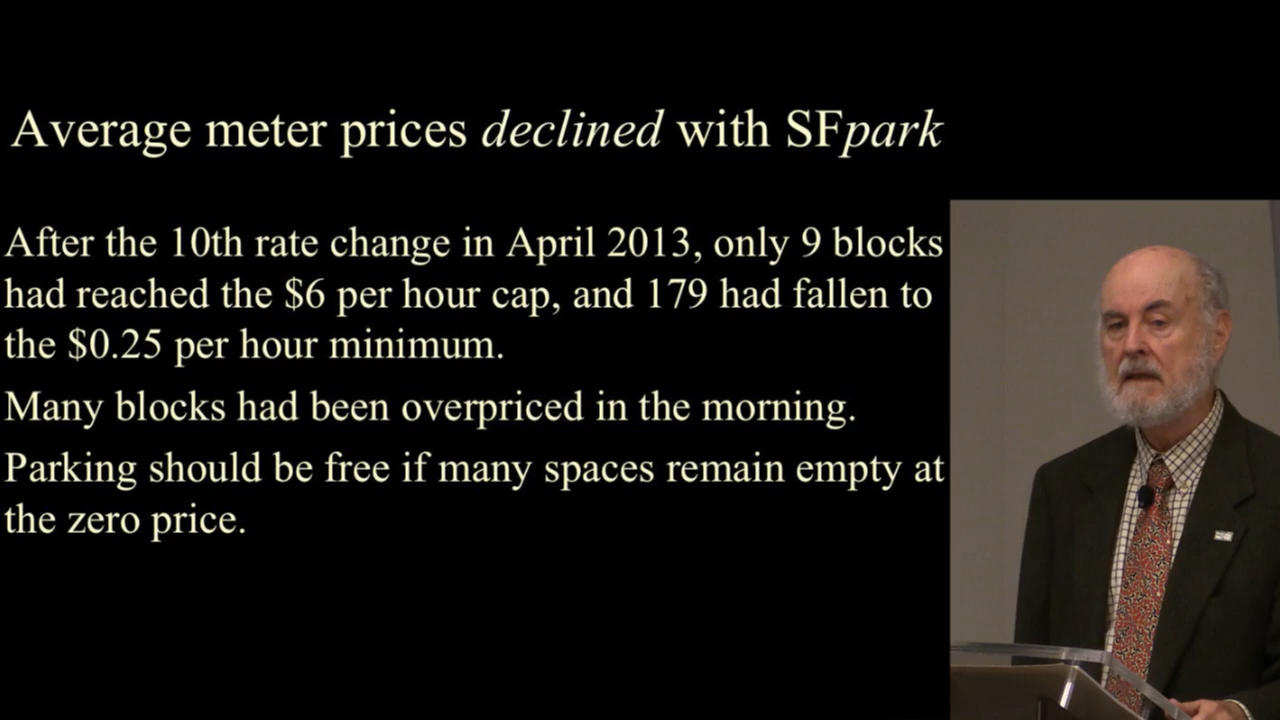 Average meter prices declined with SFpark
After the 10th rate change in April 2013, only 9 blocks
had reached the $6 per hour cap, and 179 had fallen to
the $0.25 per hour minimum.
Many blocks had been overpriced in the morning.
Parking should be free if many spaces remain empty at
the zero price.